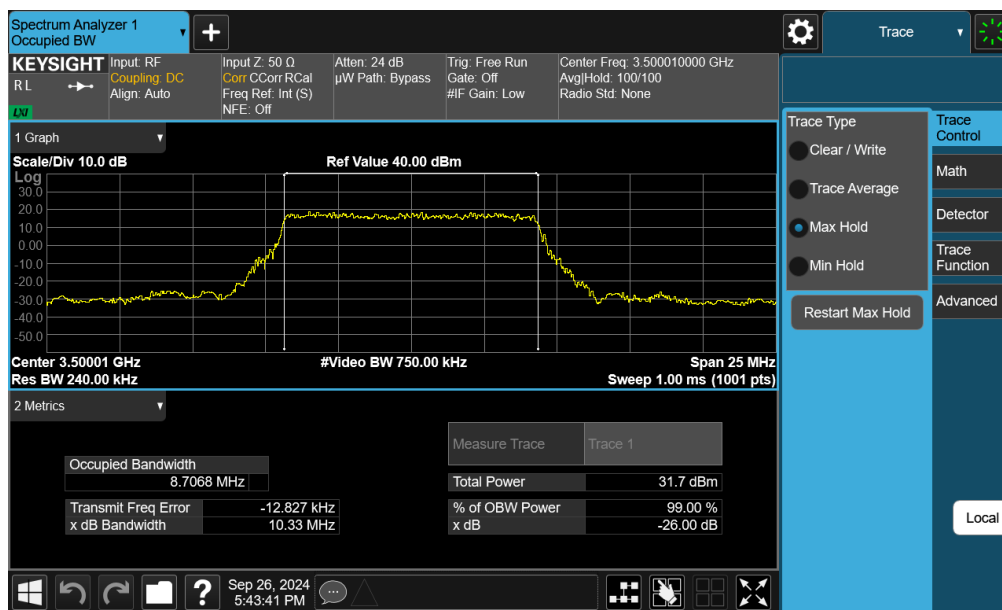 Spectrum Analyzer 1
Occupied BW
+
Trace
KEYSIGHT
R L
LXI
Input: RF
Coupling: DC
Align: Auto
Input Z: 50 Ω
Corr CCorr RCal
Freq Ref: Int (S)
NFE: Off
Atten: 24 dB
µW Path: Bypass
Trig: Free Run
Gate: Off
#IF Gain: Low
Center Freq: 3.500010000 GHz
Avg|Hold: 100/100
Radio Std: None
1 Graph
Scale/Div 10.0 dB
Ref Value 40.00 dBm
Log
30.0
20.0
10.0
0.00
-10.0
-20.0
-30.0
-40.0
-50.0
Center 3.50001 GHz
#Video BW 750.00 kHz
Span 25 MHz
Res BW 240.00 kHz
Sweep 1.00 ms (1001 pts)
2 Metrics
Measure Trace
Trace 1
Occupied Bandwidth
8.7068 MHz
Total Power
31.7 dBm
Transmit Freq Error
-12.827 kHz
% of OBW Power
99.00 %
x dB Bandwidth
10.33 MHz
x dB
-26.00 dB
Trace Type
Clear / Write
Trace Average
Max Hold
Min Hold
Restart Max Hold
Trace
Control
Math
Detector
Trace
Function
Advanced
Local
?
Sep 26, 2024
5:43:41 PM